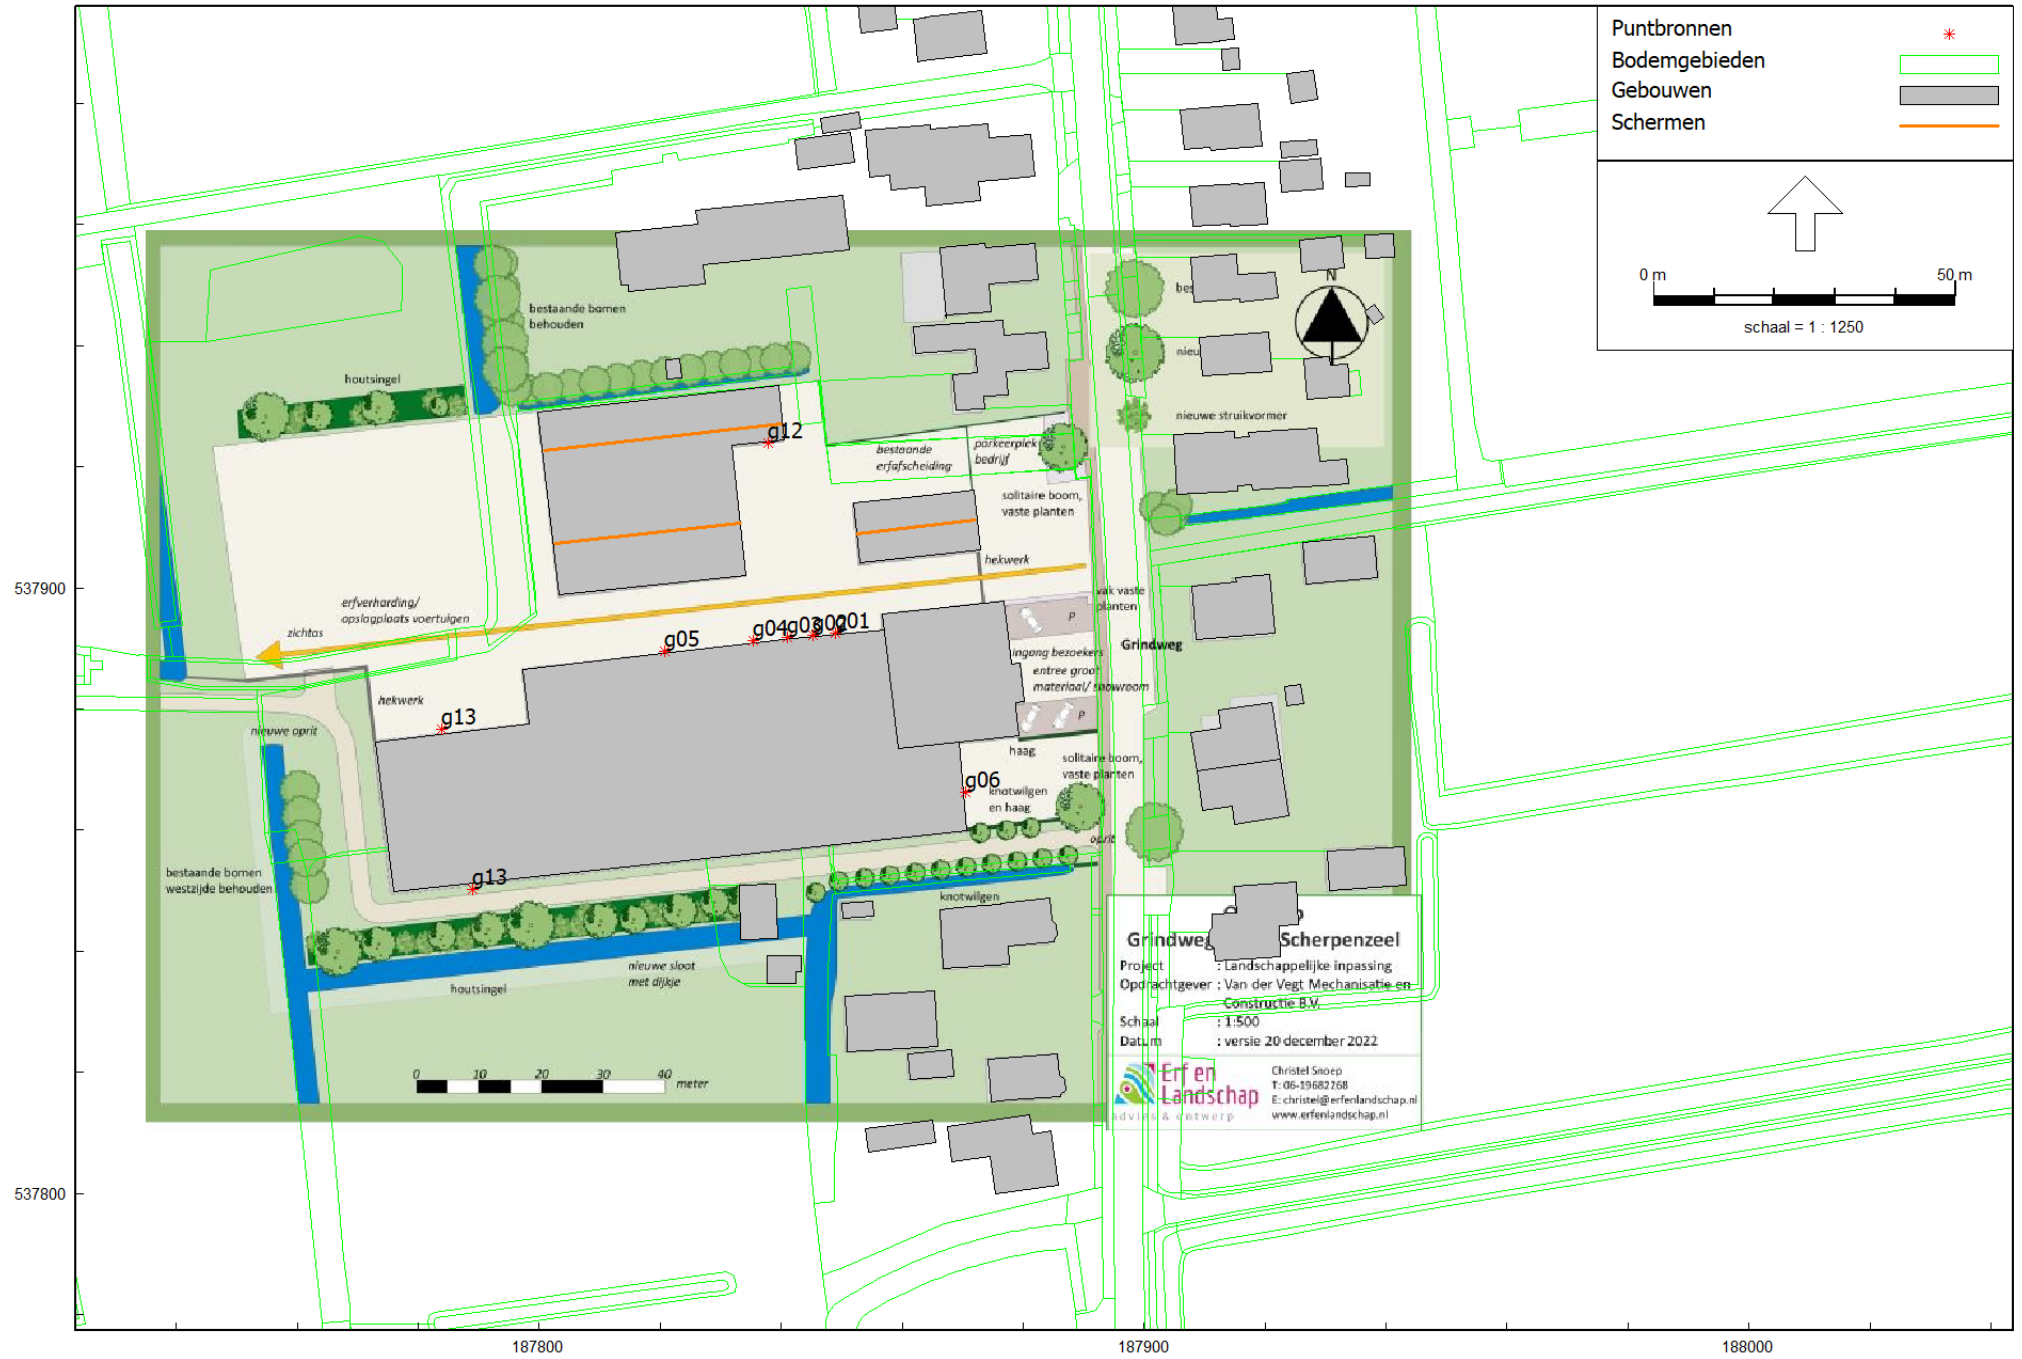 Puntbronnen
Bodemgebieden
Gebouwen
Schermen
0 m
50 m
schaal = 1 : 1250
N
bestaande bomen
behouden
houtsingel
nieuwe struikvormer
g12
bestaande
erfafscheiding
parkeerplek
bedrijf
solitaire boom,
vaste planten
hekwerk
537900
erfverharding/
opslagplaats voertuigen
zichtas
vak vaste
planten
P
g05
g04
g03
g02
g01
Grindweg
ingang bezoekers
entree groot
materiaal/ showroom
hekwerk
g13
P
nieuwe oprit
haag
solitaire boom,
vaste planten
g06
knotwilgen
en haag
oprit
bestaande bomen
westzijde behouden
g13
knotwilgen
nieuwe sloot
met dijkje
houtsingel
Grindweg
Scherpenzeel
Project : Landschappelijke inpassing
Opdrachtgever : Van der Vegt Mechanisatie en
Constructie B.V.
Schaal : 1:500
Datum : versie 20 december 2022
0 10 20 30 40 meter
Erf en
Landschap
advies & ontwerp
Christel Snoep
T: 06-19682268
E: christel@erfenlandschap.nl
www.erfenlandschap.nl
537800
187800
187900
188000